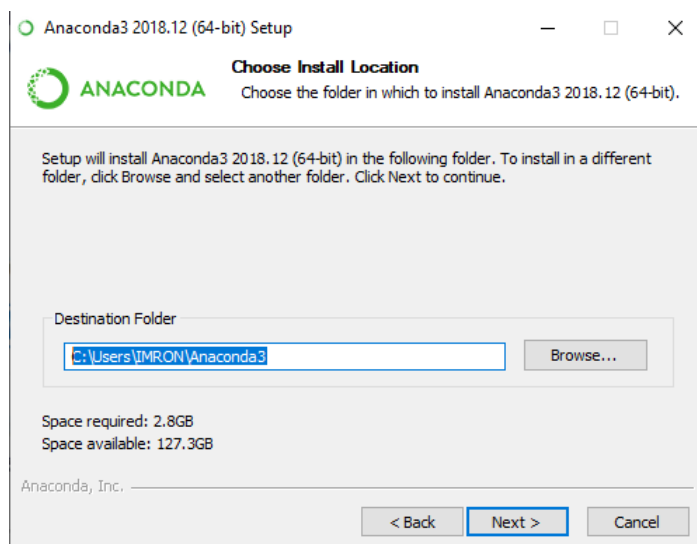 Anaconda3 2018.12 (64-bit) Setup
ANACONDA
Choose Install Location
Choose the folder in which to install Anaconda3 2018.12 (64-bit).
Setup will install Anaconda3 2018.12 (64-bit) in the following folder. To install in a different
folder, click Browse and select another folder. Click Next to continue.
Destination Folder
C:\Users\IMRON\Anaconda3
Browse...
Space required: 2.8GB
Space available: 127.3GB
Anaconda, Inc.
< Back
Next >
Cancel